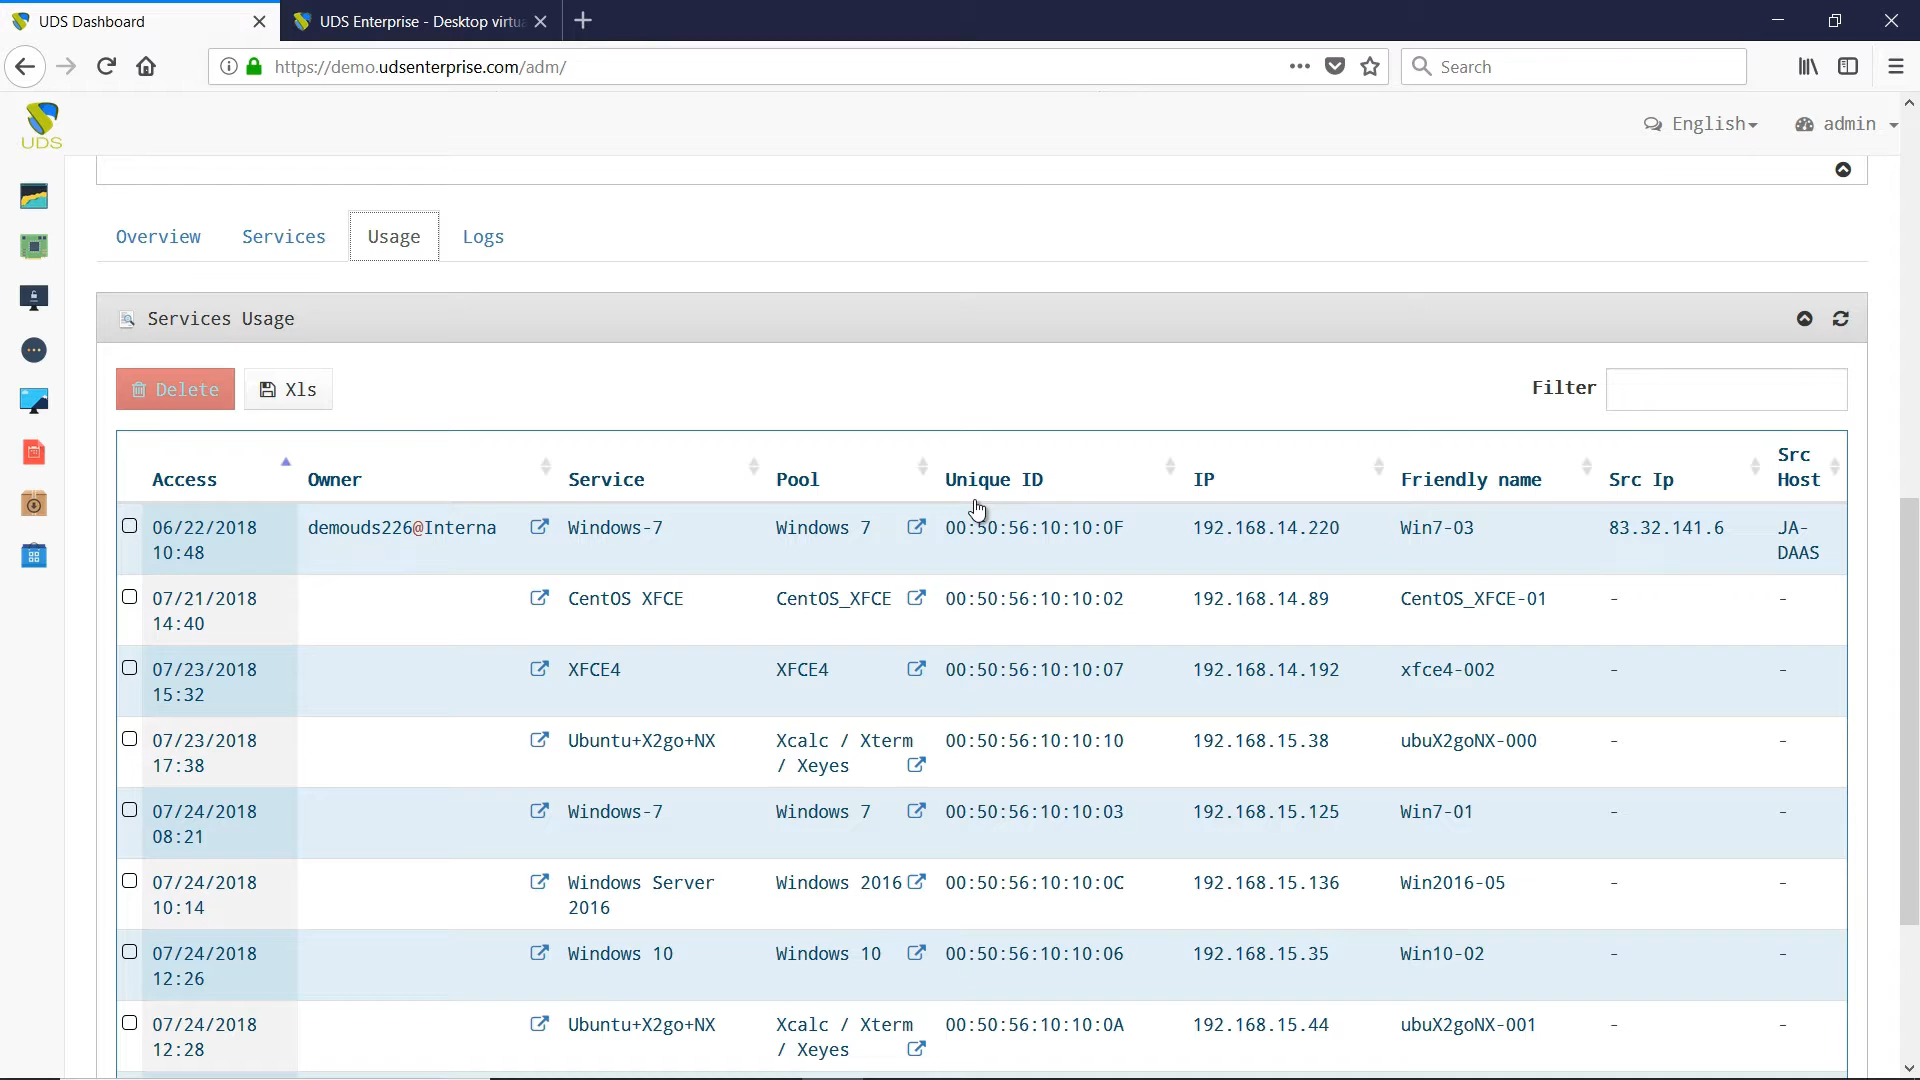 UDS Dashboard
UDS Enterprise - Desktop virtu
https://demo.udsenterprise.com/adm/
Search
UDS
English
admin
Overview Services Usage Logs
Services Usage
Delete Xls
Filter
Access Owner Service Pool Unique ID IP Friendly name Src Ip Src Host
06/22/2018 10:48 demouds226@Interna Windows-7 Windows 7 00:50:56:10:10:0F 192.168.14.220 Win7-03 83.32.141.6 JA-DAAS
07/21/2018 14:40 CentOS XFCE CentOS_XFCE 00:50:56:10:10:02 192.168.14.89 CentOS_XFCE-01 - -
07/23/2018 15:32 XFCE4 XFCE4 00:50:56:10:10:07 192.168.14.192 xfce4-002 - -
07/23/2018 17:38 Ubuntu+X2go+NX Xcalc / Xterm / Xeyes 00:50:56:10:10:10 192.168.15.38 ubuX2goNX-000 - -
07/24/2018 08:21 Windows-7 Windows 7 00:50:56:10:10:03 192.168.15.125 Win7-01 - -
07/24/2018 10:14 Windows Server 2016 Windows 2016 00:50:56:10:10:0C 192.168.15.136 Win2016-05 - -
07/24/2018 12:26 Windows 10 Windows 10 00:50:56:10:10:06 192.168.15.35 Win10-02 - -
07/24/2018 12:28 Ubuntu+X2go+NX Xcalc / Xterm / Xeyes 00:50:56:10:10:0A 192.168.15.44 ubuX2goNX-001 - -